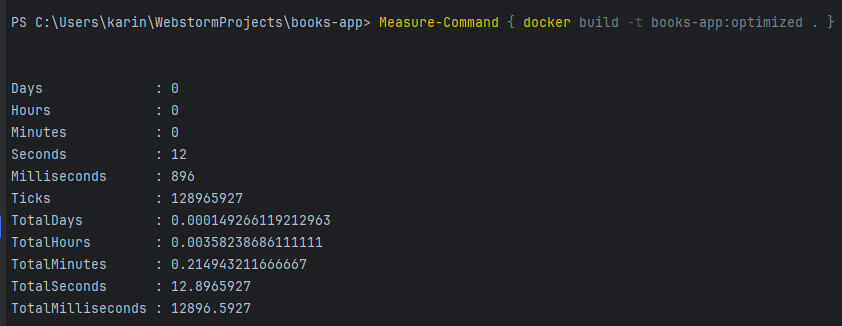 PS C:\Users\karin\WebstormProjects\books-app> Measure-Command { docker build -t books-app:optimized . }
Days : 0
Hours : 0
Minutes : 0
Seconds : 12
Milliseconds : 896
Ticks : 128965927
TotalDays : 0.000149266119212963
TotalHours : 0.00358238686111111
TotalMinutes : 0.214943211666667
TotalSeconds : 12.8965927
TotalMilliseconds : 12896.5927